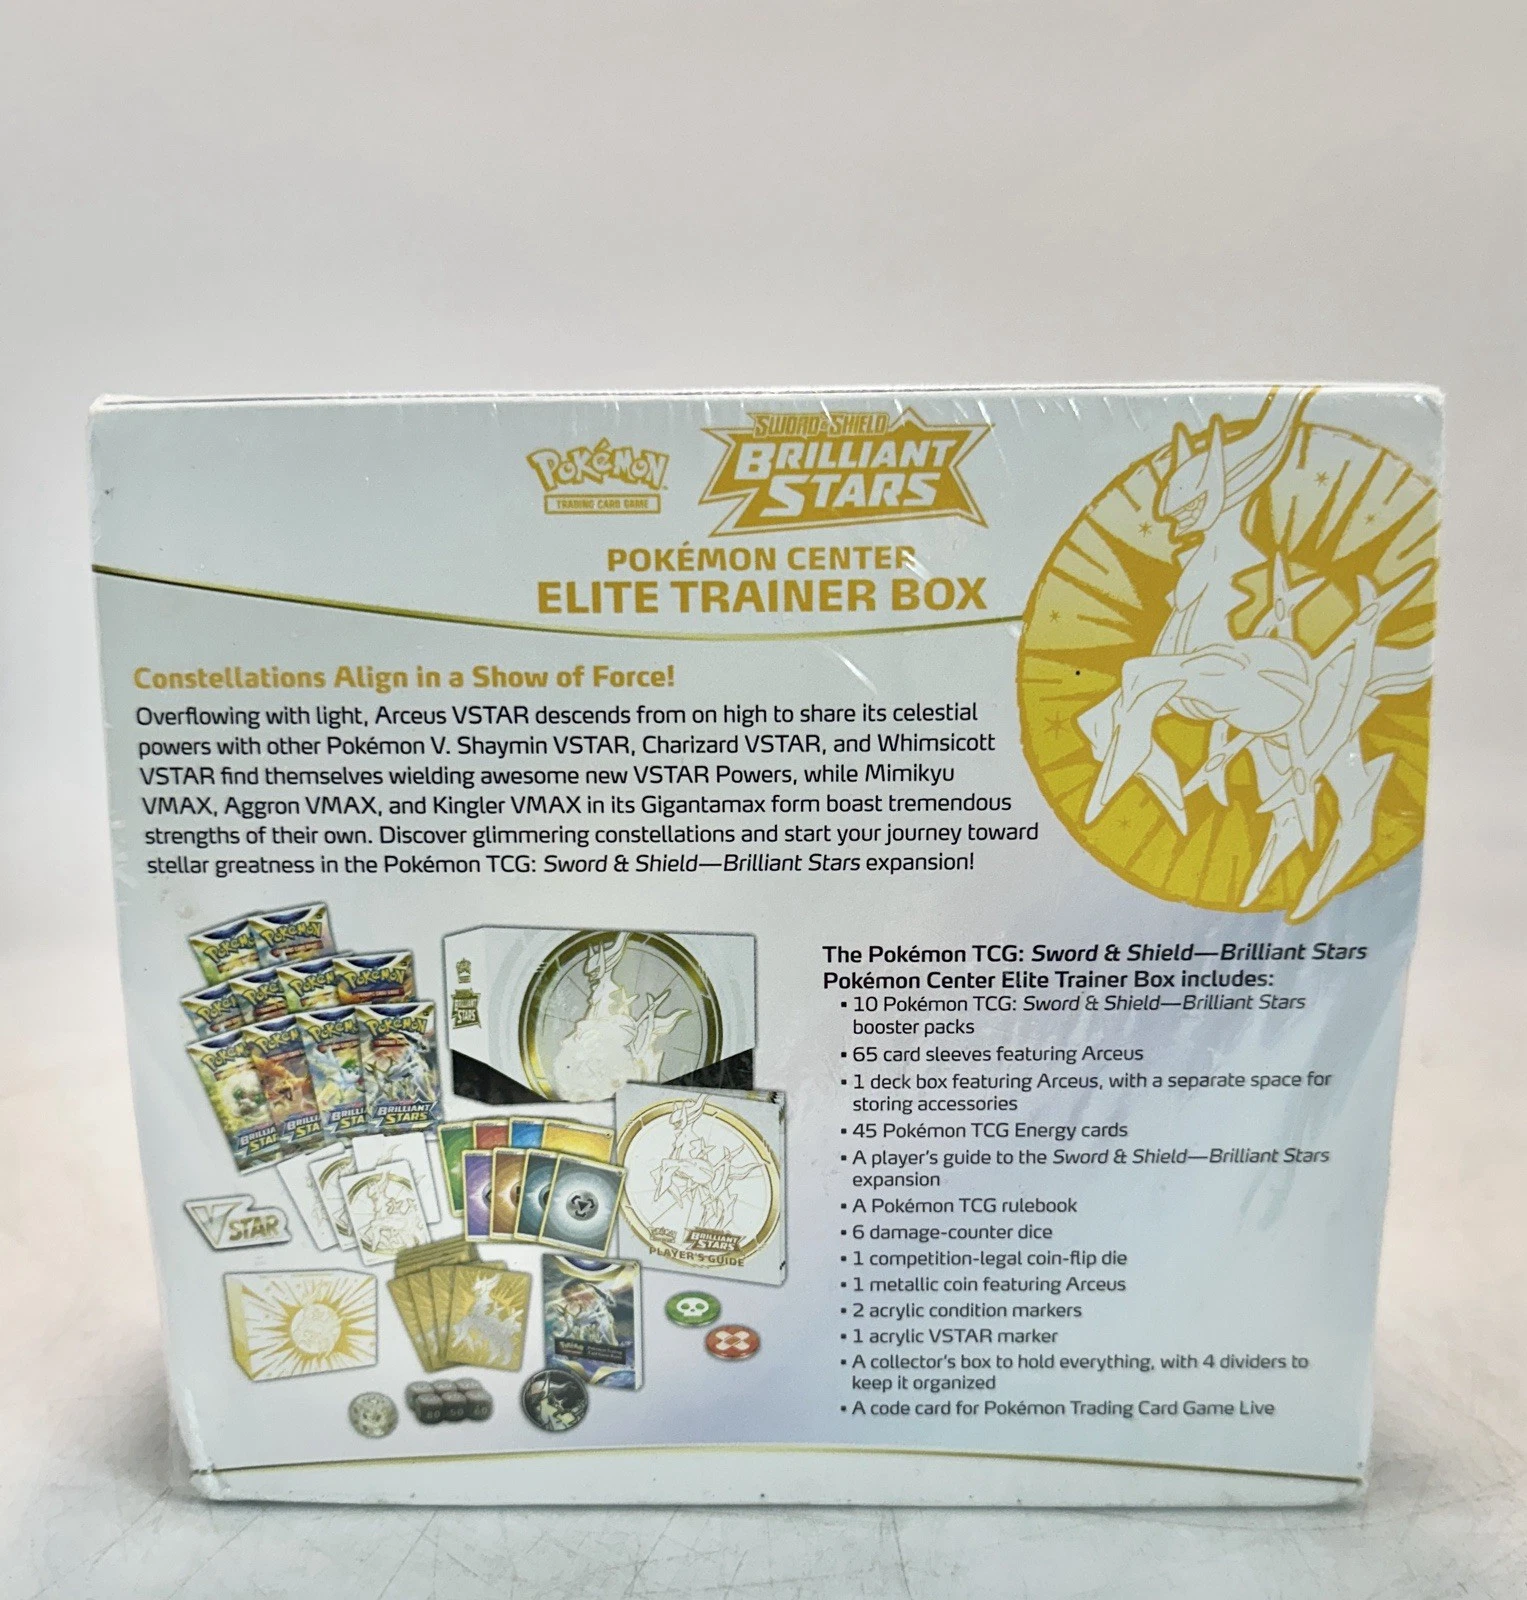 POKÉMON
TRADING CARD GAME
SWORD & SHIELD
BRILLIANT
STARS
POKÉMON CENTER
ELITE TRAINER BOX
Constellations Align in a Show of Force!
Overflowing with light, Arceus VSTAR descends from on high to share its celestial
powers with other Pokémon V. Shaymin VSTAR, Charizard VSTAR, and Whimsicott
VSTAR find themselves wielding awesome new VSTAR Powers, while Mimikyu
VMAX, Aggron VMAX, and Kingler VMAX in its Gigantamax form boast tremendous
strengths of their own. Discover glimmering constellations and start your journey toward
stellar greatness in the Pokémon TCG: Sword & Shield—Brilliant Stars expansion!
BRILLIANT
STARS
VSTAR
BRILLIANT
STARS
PLAYER'S GUIDE
The Pokémon TCG: Sword & Shield—Brilliant Stars
Pokémon Center Elite Trainer Box includes:
▪ 10 Pokémon TCG: Sword & Shield—Brilliant Stars
booster packs
▪ 65 card sleeves featuring Arceus
▪ 1 deck box featuring Arceus, with a separate space for
storing accessories
▪ 45 Pokémon TCG Energy cards
▪ A player's guide to the Sword & Shield—Brilliant Stars
expansion
▪ A Pokémon TCG rulebook
▪ 6 damage-counter dice
▪ 1 competition-legal coin-flip die
▪ 1 metallic coin featuring Arceus
▪ 2 acrylic condition markers
▪ 1 acrylic VSTAR marker
▪ A collector's box to hold everything, with 4 dividers to
keep it organized
▪ A code card for Pokémon Trading Card Game Live